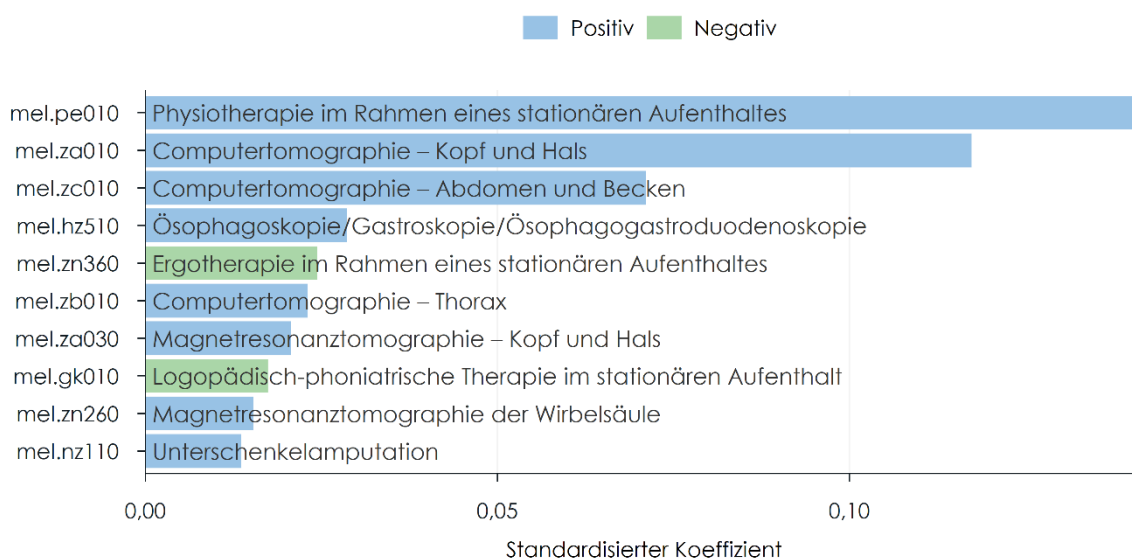 Positiv Negativ
mel.pe010 Physiotherapie im Rahmen eines stationären Aufenthaltes
mel.za010 Computertomographie – Kopf und Hals
mel.zc010 Computertomographie – Abdomen und Becken
mel.hz510 Ösophagoskopie/Gastroskopie/Ösophagogastroduodenoskopie
mel.zn360 Ergotherapie im Rahmen eines stationären Aufenthaltes
mel.zb010 Computertomographie – Thorax
mel.za030 Magnetresonanztomographie – Kopf und Hals
mel.gk010 Logopädisch-phoniatrische Therapie im stationären Aufenthalt
mel.zn260 Magnetresonanztomographie der Wirbelsäule
mel.nz110 Unterschenkelamputation
0,00 0,05 0,10
Standardisierter Koeffizient